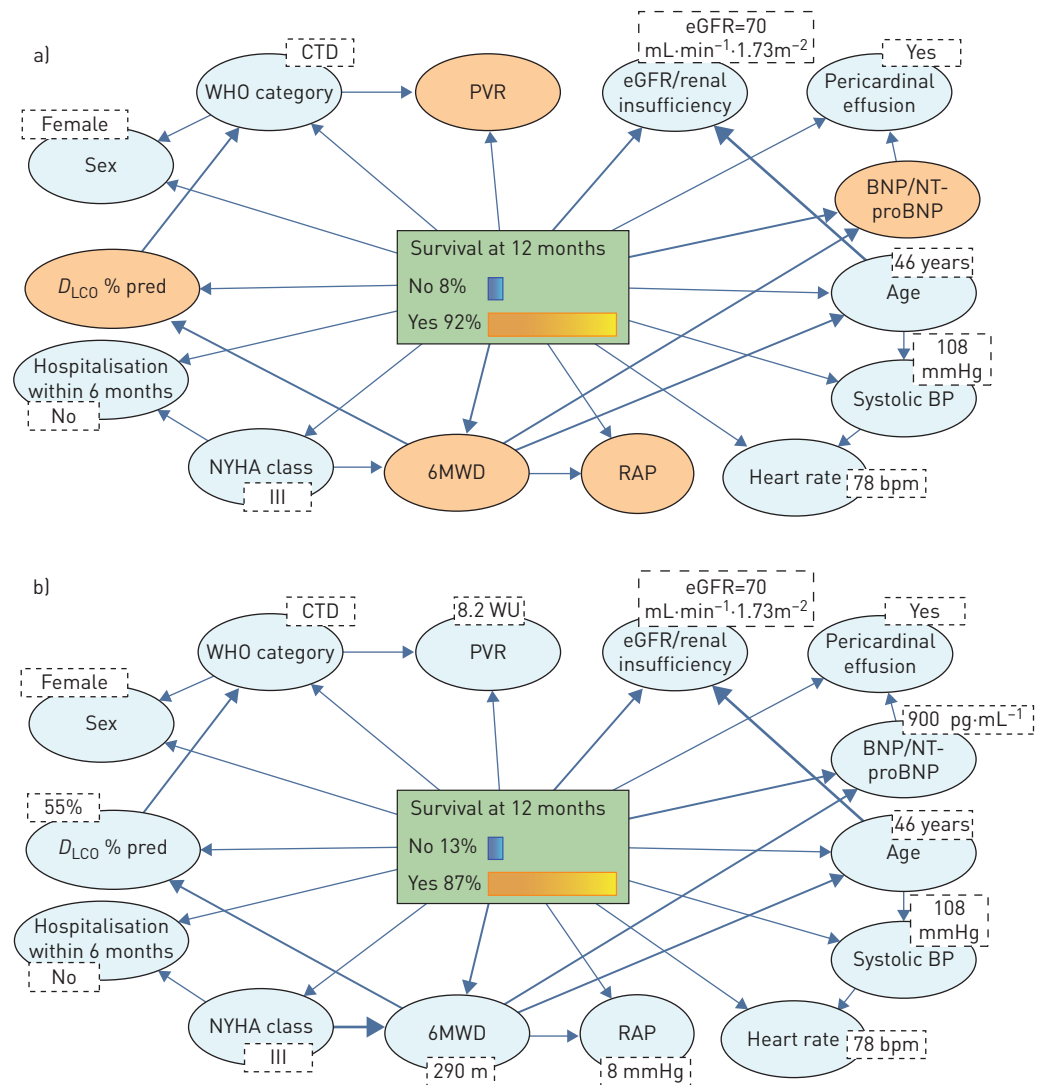 a)
CTD
eGFR=70
mL·min⁻¹·1.73m⁻²
Yes
WHO category
PVR
eGFR/renal
insufficiency
Pericardinal
effusion
Female
Sex
BNP/NT-
proBNP
Survival at 12 months
No 8%
Yes 92%
D_LCO % pred
46 years
Age
Hospitalisation
within 6 months
No
108
mmHg
Systolic BP
NYHA class
III
6MWD
RAP
Heart rate
78 bpm
b)
CTD
8.2 WU
eGFR=70
mL·min⁻¹·1.73m⁻²
Yes
WHO category
PVR
eGFR/renal
insufficiency
Pericardinal
effusion
Female
Sex
900 pg·mL⁻¹
BNP/NT-
proBNP
Survival at 12 months
No 13%
Yes 87%
55%
D_LCO % pred
46 years
Age
Hospitalisation
within 6 months
No
108
mmHg
Systolic BP
NYHA class
III
6MWD
290 m
RAP
8 mmHg
Heart rate
78 bpm